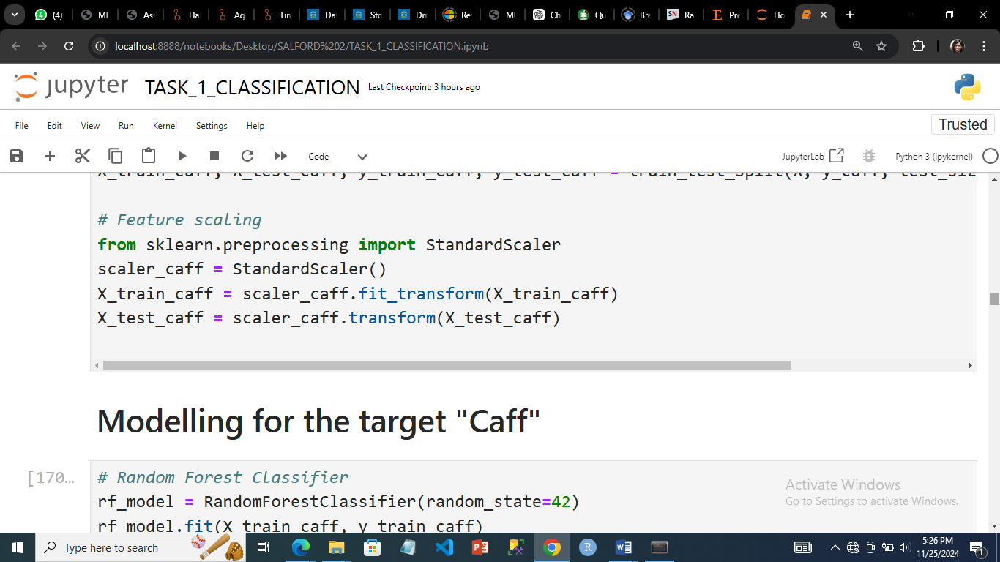 (4) ML Ass Ha Ag Tin Dat Sto Dru Res ML Ch Qu Bre Ra Pre Ho
localhost:8888/notebooks/Desktop/SALFORD%202/TASK_1_CLASSIFICATION.ipynb
jupyter TASK_1_CLASSIFICATION Last Checkpoint: 3 hours ago
File Edit View Run Kernel Settings Help Trusted
Code JupyterLab Python 3 (ipykernel)
X_train_caff, X_test_caff, y_train_caff, y_test_caff = train_test_split(X, y_caff, test_siz
# Feature scaling
from sklearn.preprocessing import StandardScaler
scaler_caff = StandardScaler()
X_train_caff = scaler_caff.fit_transform(X_train_caff)
X_test_caff = scaler_caff.transform(X_test_caff)
Modelling for the target "Caff"
[170…
# Random Forest Classifier
rf_model = RandomForestClassifier(random_state=42)
rf_model.fit(X_train_caff, y_train_caff)
Activate Windows
Go to Settings to activate Windows.
Type here to search
5:26 PM
11/25/2024
1